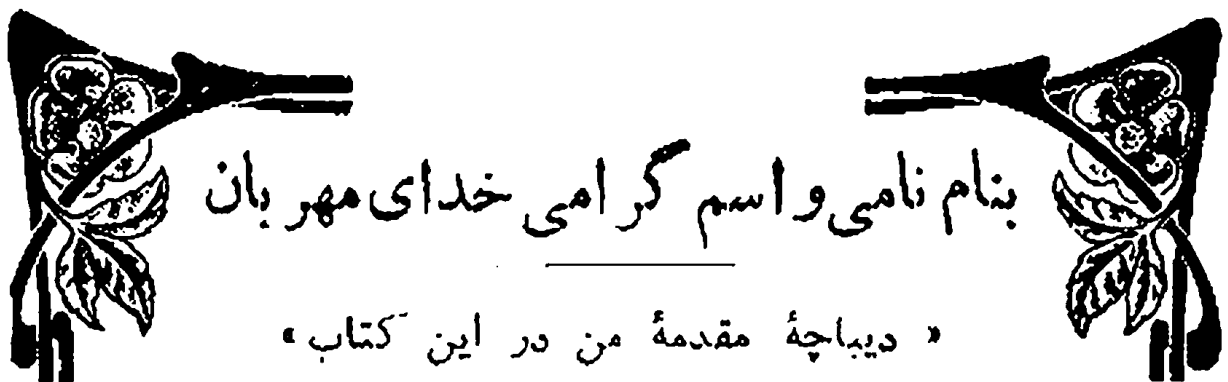 بنام نامی و اسم گرامی خدای مهربان
« دیباچهٔ مقدمهٔ من در این کتاب »